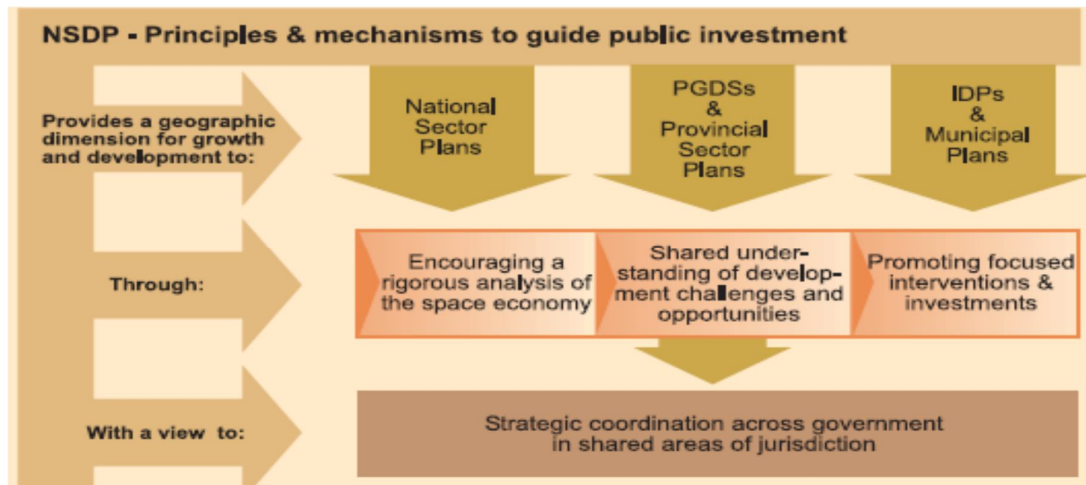 NSDP - Principles & mechanisms to guide public investment
Provides a geographic
dimension for growth
and development to:
National
Sector
Plans
PGDSs
&
Provincial
Sector
Plans
IDPs
&
Municipal
Plans
Through:
Encouraging a
rigorous analysis of
the space economy
Shared under-
standing of develop-
ment challenges and
opportunities
Promoting focused
interventions &
investments
With a view to:
Strategic coordination across government
in shared areas of jurisdiction